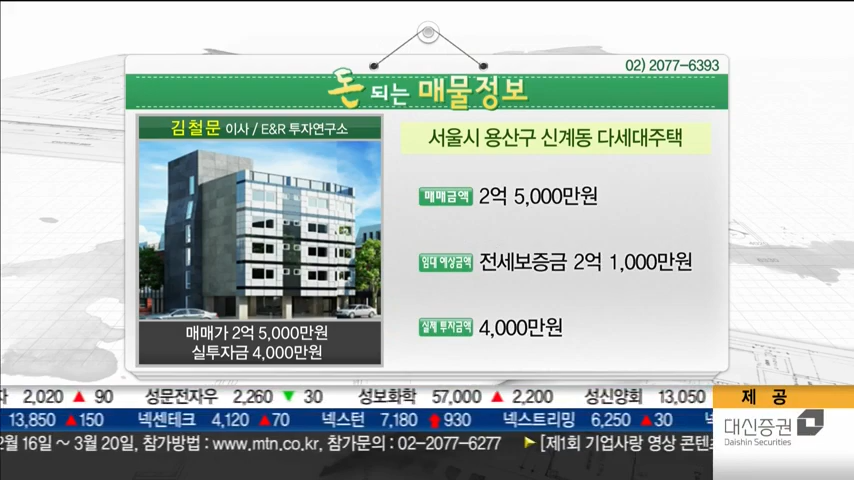 02) 2077-6393
돈 되는 매물정보
김철문 이사 / E&R 투자연구소
서울시 용산구 신계동 다세대주택
매매금액 2억 5,000만원
임대 예상금액 전세보증금 2억 1,000만원
실제 투자금액 4,000만원
매매가 2억 5,000만원
실투자금 4,000만원
2,020 ▲ 90 성문전자우 2,260 ▼ 30 성보화학 57,000 ▲ 2,200 성신양회 13,050
제 공
13,850 ▲150 넥센테크 4,120 ▲70 넥스턴 7,180 ⬆930 넥스트리밍 6,250 ▲30
대신증권
Daishin Securities
2월 16일 ~ 3월 20일, 참가방법 : www.mtn.co.kr, 참가문의 : 02-2077-6277 ▶ [제1회 기업사랑 영상 콘텐